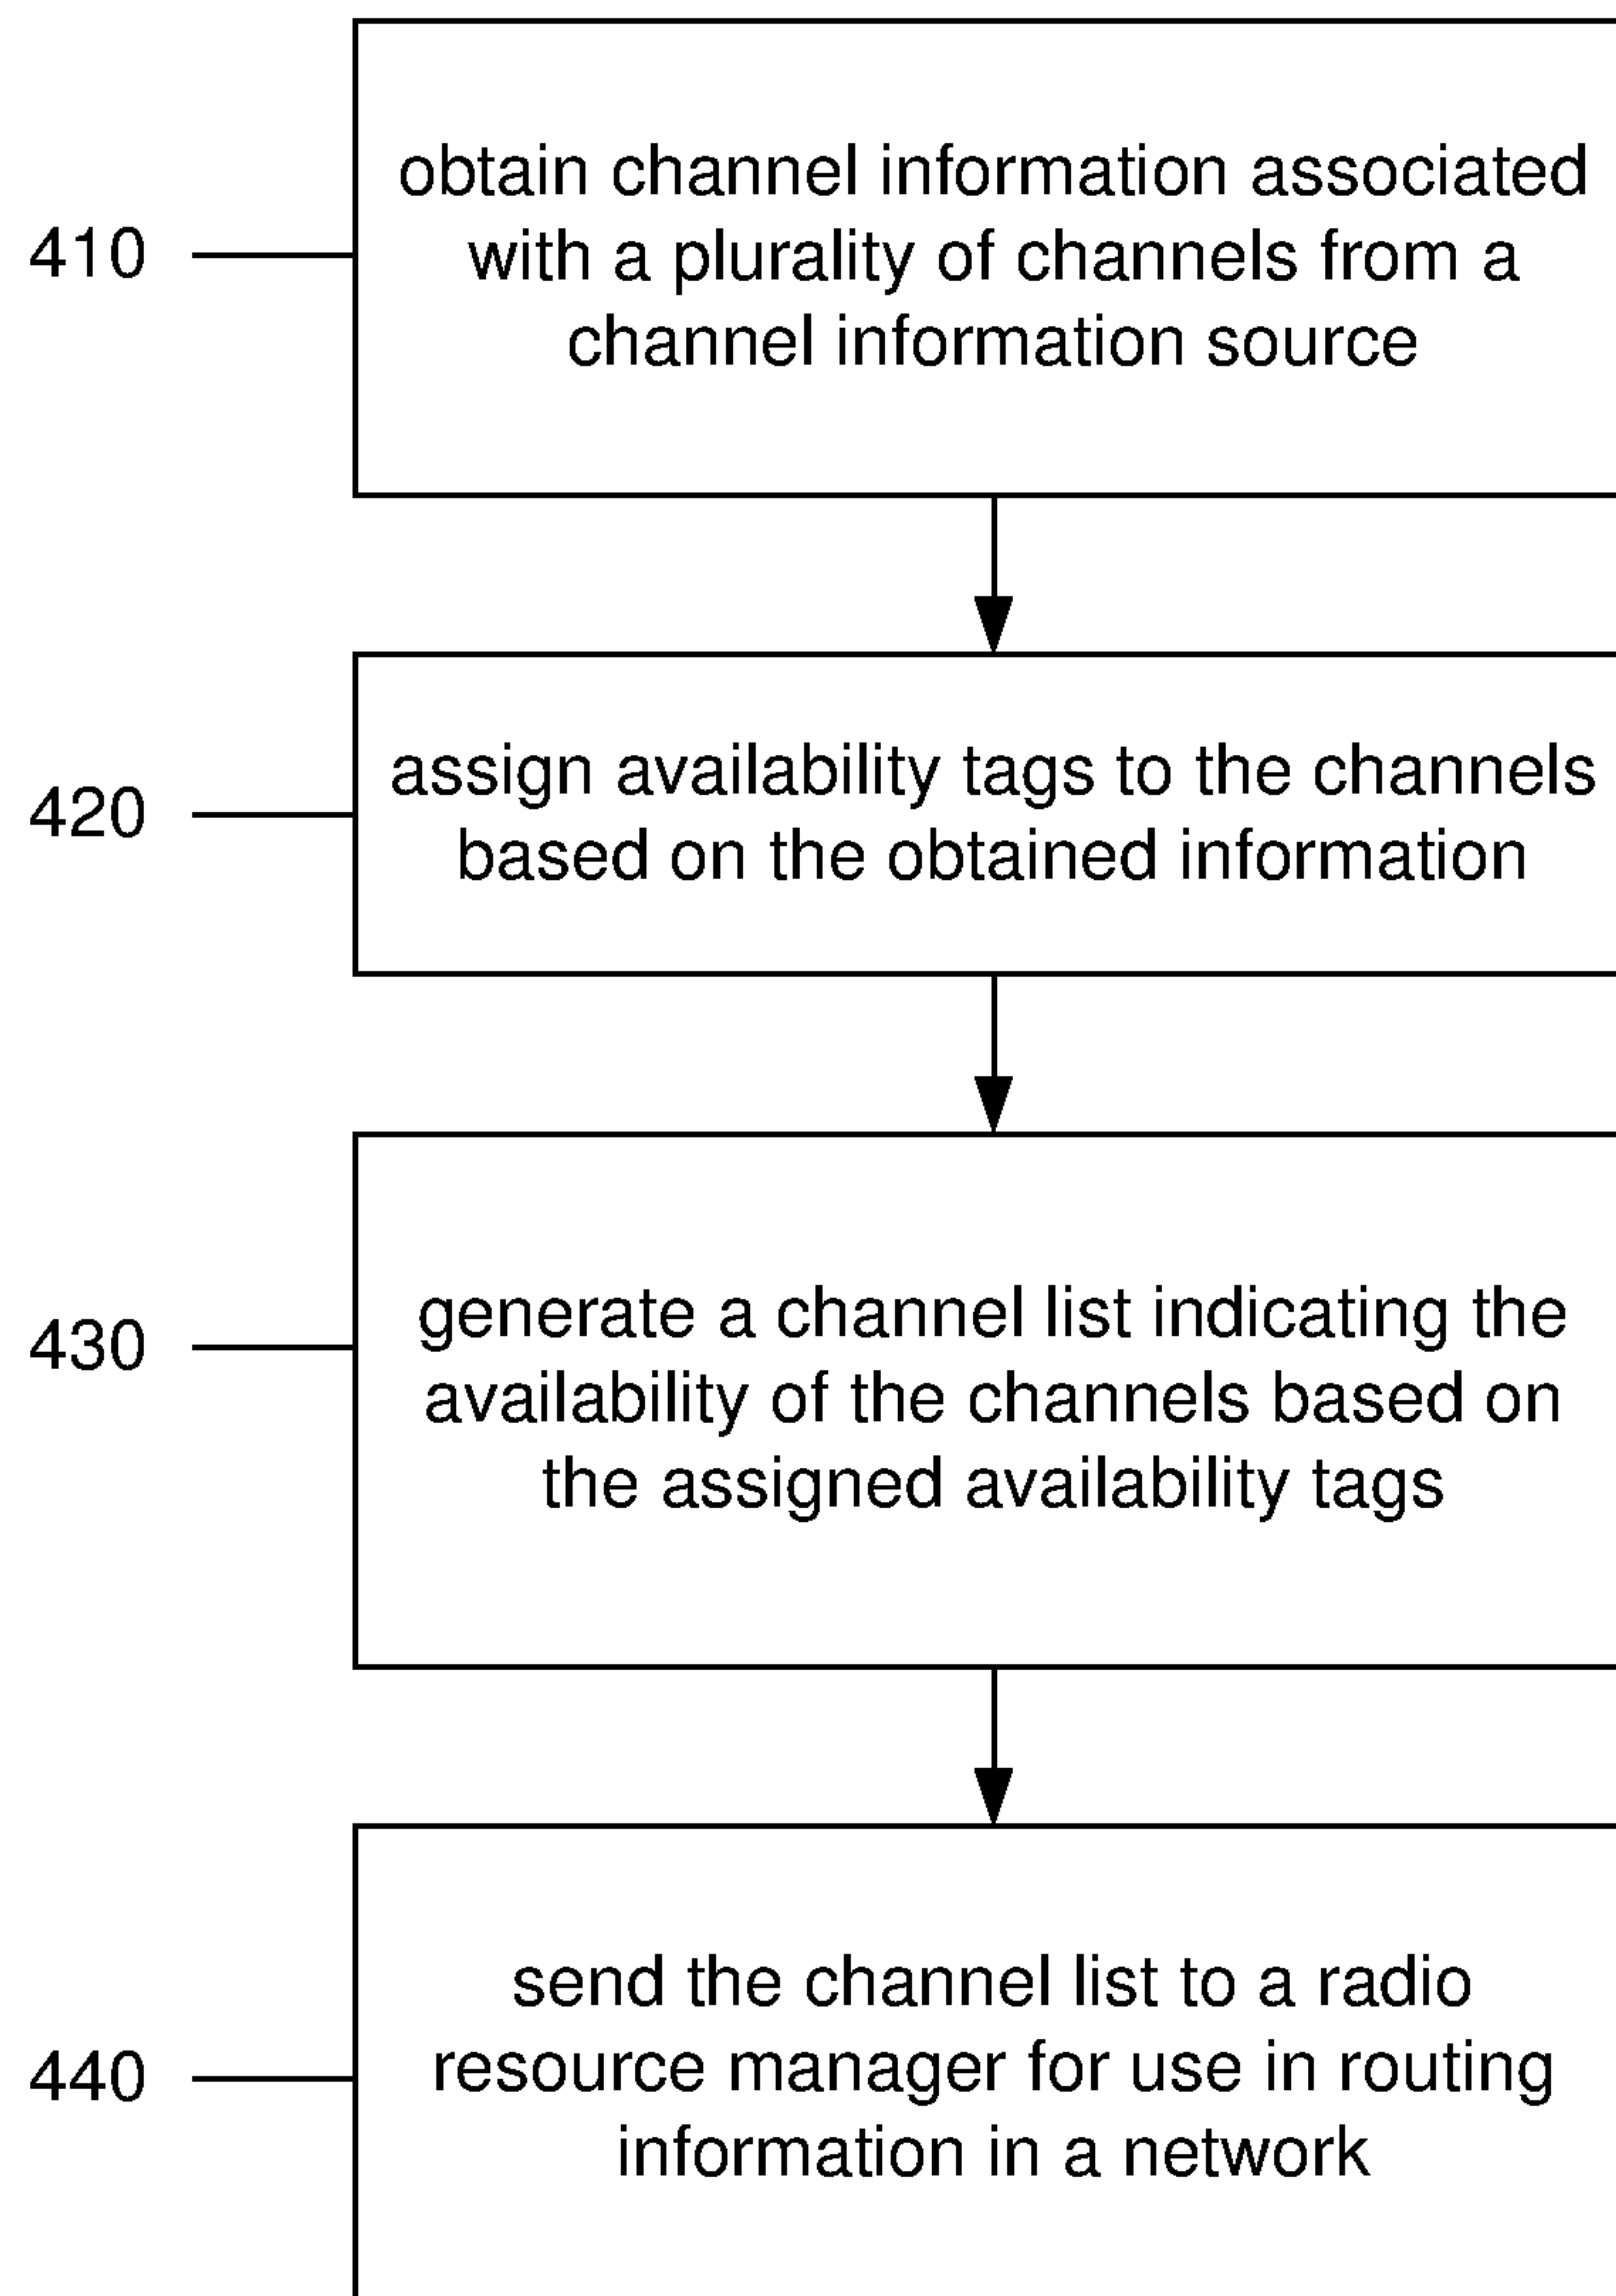 obtain channel information associated
with a plurality of channels from a
channel information source
410
assign availability tags to the channels
based on the obtained information
420
generate a channel list indicating the
availability of the channels based on
the assigned availability tags
430
send the channel list to a radio
resource manager for use in routing
information in a network
440